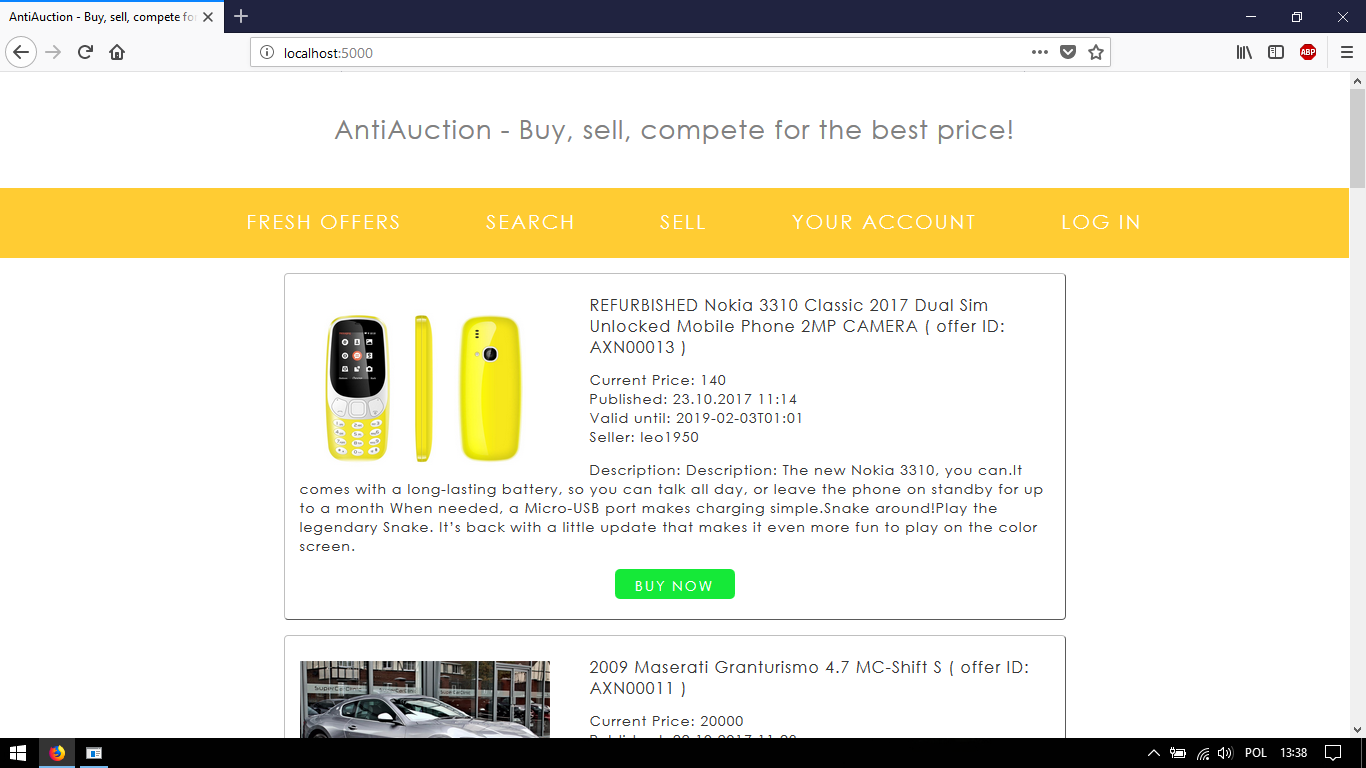 AntiAuction - Buy, sell, compete fo
localhost:5000
ABP
AntiAuction - Buy, sell, compete for the best price!
FRESH OFFERS SEARCH SELL YOUR ACCOUNT LOG IN
REFURBISHED Nokia 3310 Classic 2017 Dual Sim
Unlocked Mobile Phone 2MP CAMERA ( offer ID:
AXN00013 )
Current Price: 140
Published: 23.10.2017 11:14
Valid until: 2019-02-03T01:01
Seller: leo1950
Description: Description: The new Nokia 3310, you can.It
comes with a long-lasting battery, so you can talk all day, or leave the phone on standby for up
to a month When needed, a Micro-USB port makes charging simple.Snake around!Play the
legendary Snake. It's back with a little update that makes it even more fun to play on the color
screen.
BUY NOW
2009 Maserati Granturismo 4.7 MC-Shift S ( offer ID:
AXN00011 )
Current Price: 20000
POL 13:38